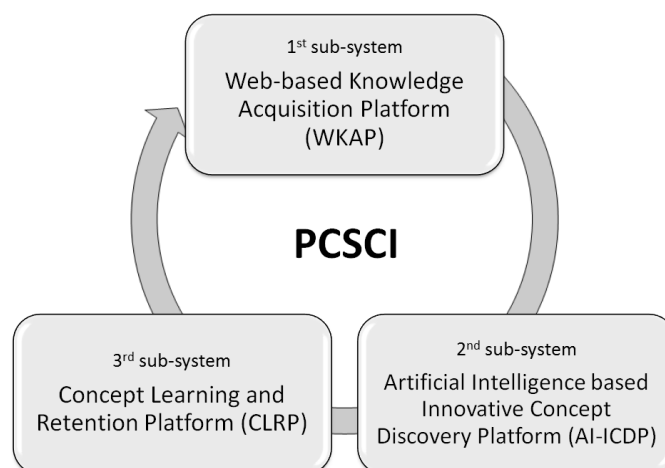 1st sub-system
Web-based Knowledge
Acquisition Platform
(WKAP)
PCSCI
3rd sub-system
Concept Learning and
Retention Platform (CLRP)
2nd sub-system
Artificial Intelligence based
Innovative Concept
Discovery Platform (AI-ICDP)